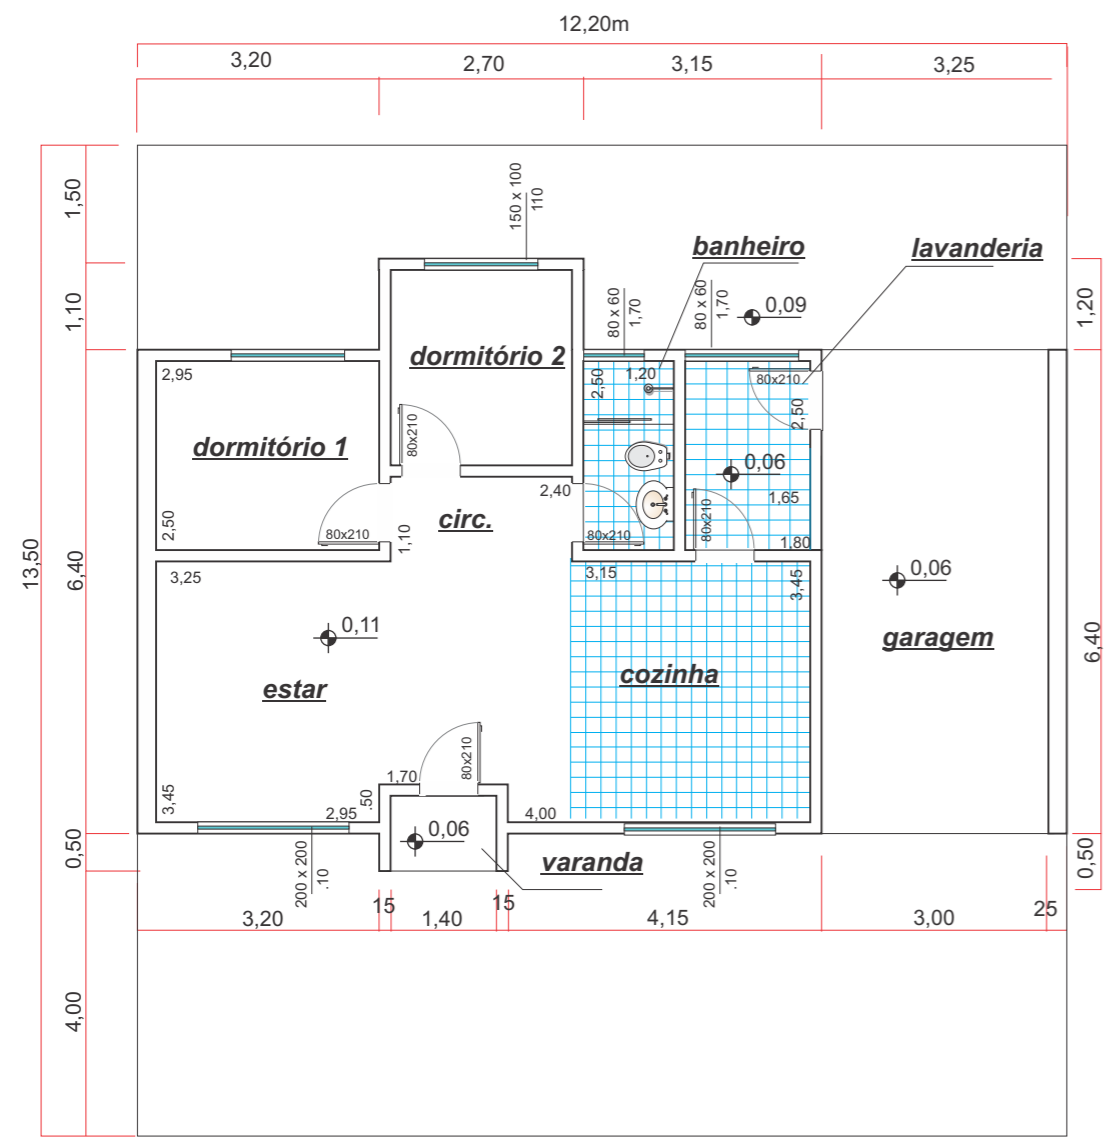 12,20m
3,20
2,70
3,15
3,25
1,50
1,10
13,50
6,40
0,50
4,00
150 x 100
110
banheiro
lavanderia
80 x 60
1,70
80 x 60
1,70
0,09
1,20
dormitório 2
2,95
2,50
1,20
80x210
2,50
dormitório 1
80x210
0,06
2,40
1,65
circ.
2,50
80x210
1,10
80x210
80x210
1,80
3,25
3,15
3,45
0,06
0,11
garagem
6,40
estar
cozinha
80x210
1,70
3,45
2,95
.50
4,00
0,06
varanda
200 x 200
.10
200 x 200
.10
0,50
3,20
15
1,40
15
4,15
3,00
25